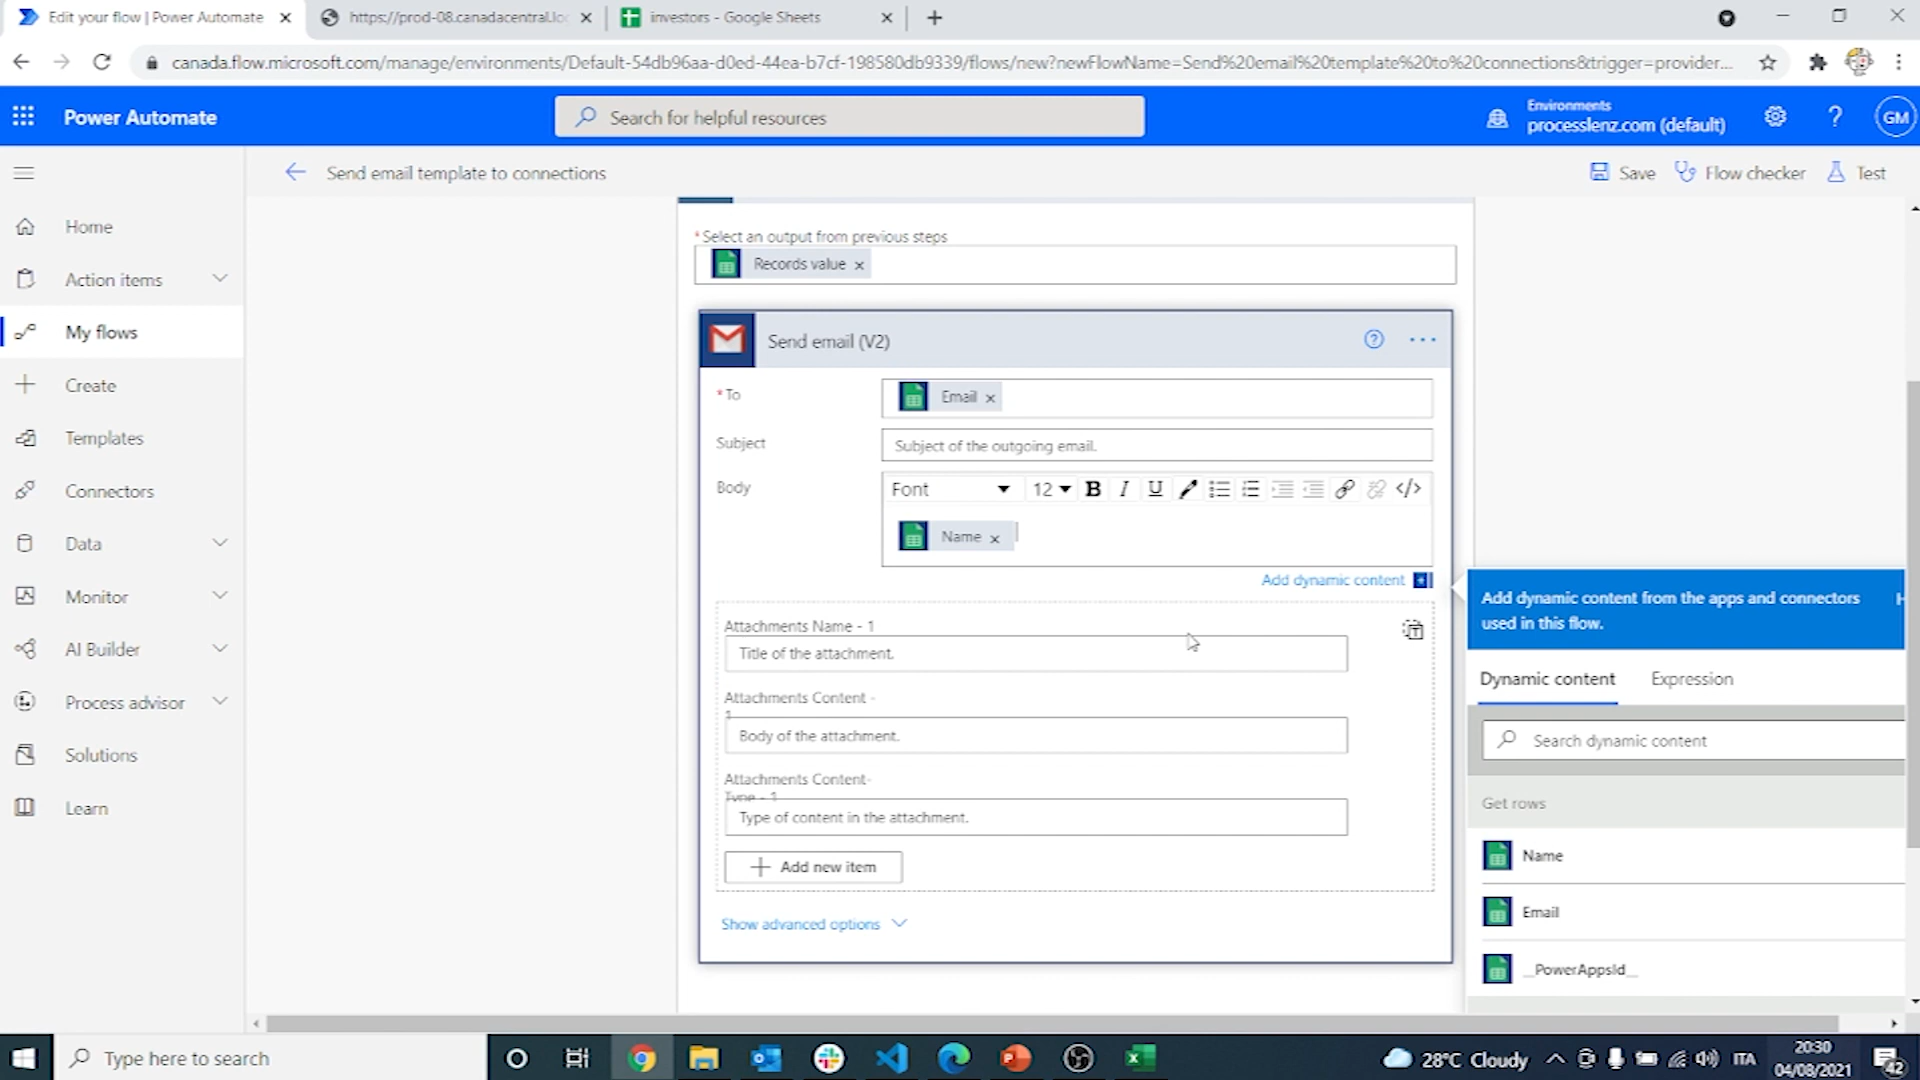 Edit your flow | Power Automate
https://prod-08.canadacentral.lo
investors - Google Sheets
canada.flow.microsoft.com/manage/environments/Default-54db96aa-d0ed-44ea-b7cf-198580db9339/flows/new?newFlowName=Send%20email%20template%20to%20connections&trigger=provider...
Power Automate
Search for helpful resources
Environments
processlenz.com (default)
?
GM
Send email template to connections
Save
Flow checker
Test
Home
Action items
My flows
Create
Templates
Connectors
Data
Monitor
AI Builder
Process advisor
Solutions
Learn
* Select an output from previous steps
Records value ×
Send email (V2)
?
...
* To
Email ×
Subject
Subject of the outgoing email.
Body
Font
12
B I U
</>
Name ×
Add dynamic content
Attachments Name - 1
Title of the attachment.
Attachments Content -
1
Body of the attachment.
Attachments Content-
Type - 1
Type of content in the attachment.
+ Add new item
Show advanced options
Add dynamic content from the apps and connectors
used in this flow.
Dynamic content
Expression
Search dynamic content
Get rows
Name
Email
__PowerAppsId__
Type here to search
28°C Cloudy
ITA
20:30
04/08/2021
42